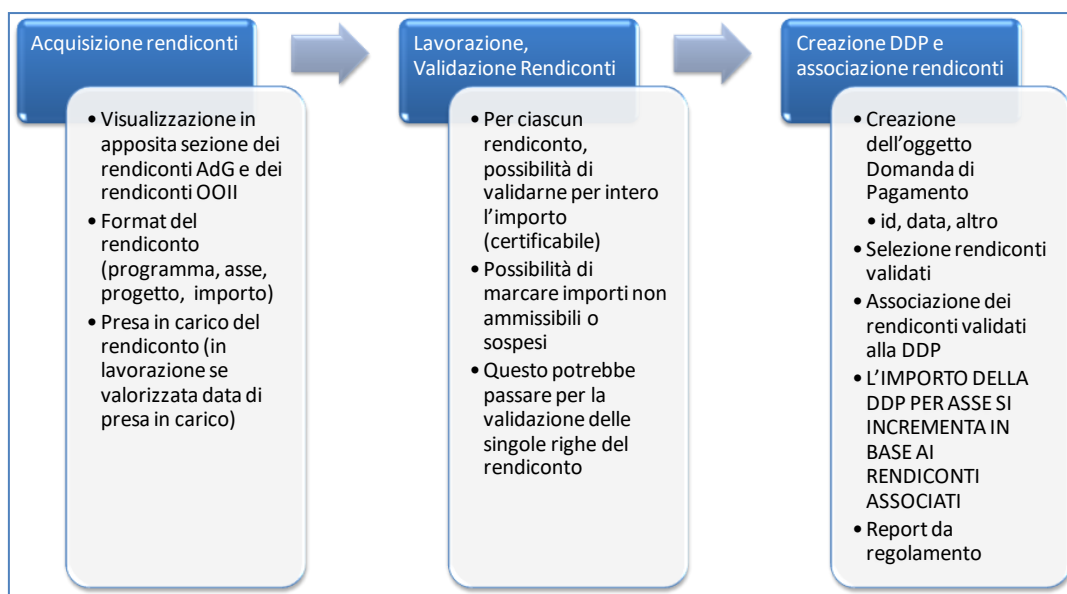 Acquisizione rendiconti
• Visualizzazione in
apposita sezione dei
rendiconti AdG e dei
rendiconti OOII
• Format del
rendiconto
(programma, asse,
progetto, importo)
• Presa in carico del
rendiconto (in
lavorazione se
valorizzata data di
presa in carico)
Lavorazione,
Validazione Rendiconti
• Per ciascun
rendiconto,
possibilità di
validarne per intero
l'importo
(certificabile)
• Possibilità di
marcare importi non
ammissibili o
sospesi
• Questo potrebbe
passare per la
validazione delle
singole righe del
rendiconto
Creazione DDP e
associazione rendiconti
• Creazione
dell'oggetto
Domanda di
Pagamento
• id, data, altro
• Selezione rendiconti
validati
• Associazione dei
rendiconti validati
alla DDP
• L'IMPORTO DELLA
DDP PER ASSE SI
INCREMENTA IN
BASE AI
RENDICONTI
ASSOCIATI
• Report da
regolamento